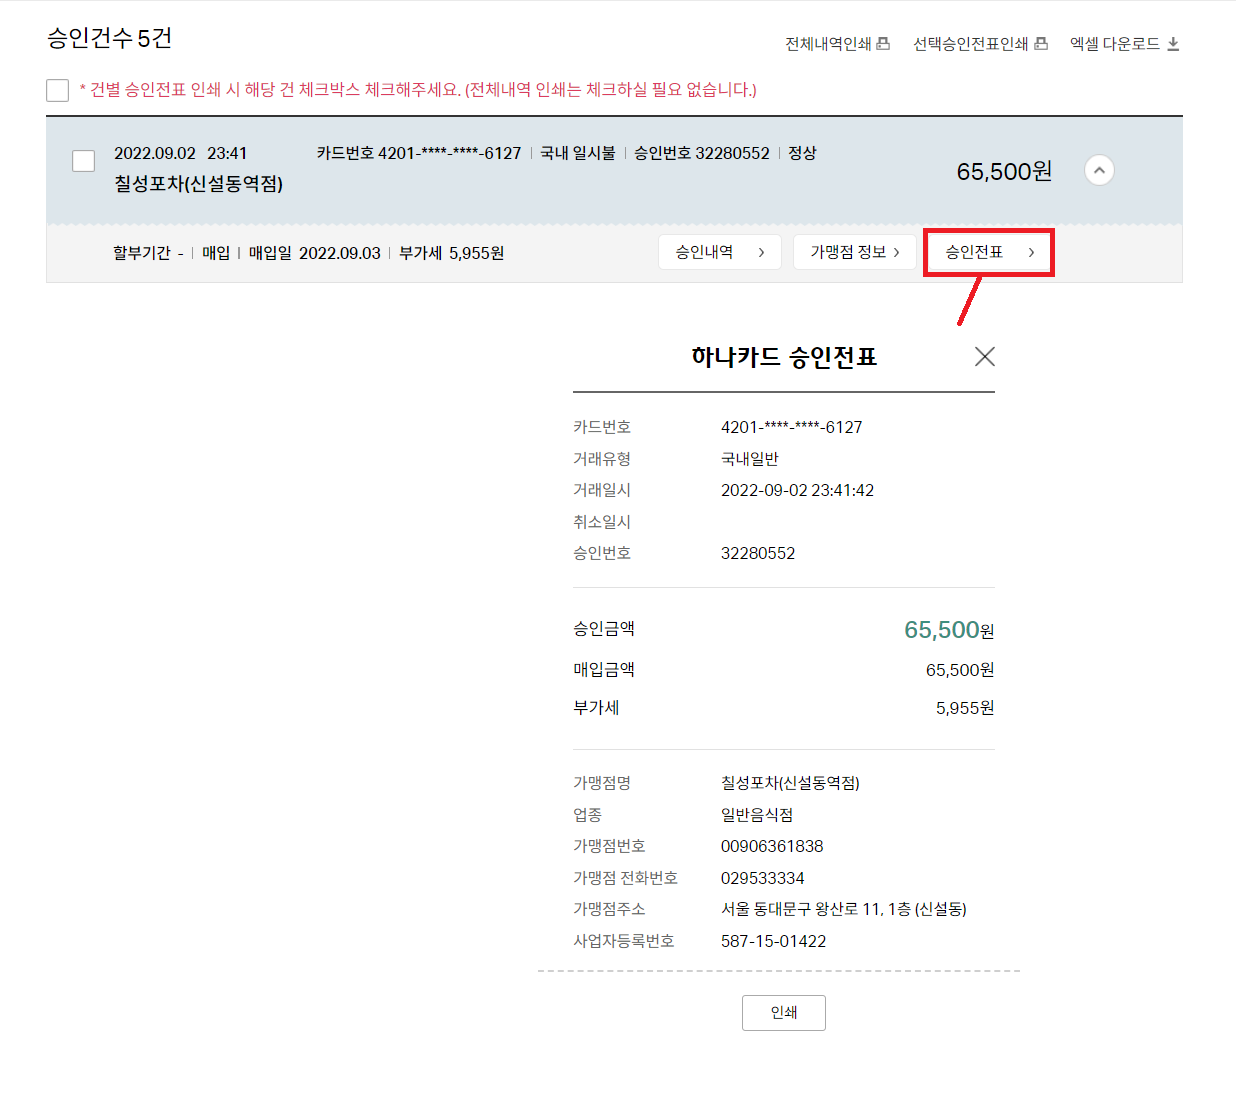 승인건수 5건
전체내역인쇄 선택승인전표인쇄 엑셀 다운로드
* 건별 승인전표 인쇄 시 해당 건 체크박스 체크해주세요. (전체내역 인쇄는 체크하실 필요 없습니다.)
2022.09.02 23:41 카드번호 4201-****-****-6127 | 국내 일시불 | 승인번호 32280552 | 정상
칠성포차(신설동역점)
65,500원
할부기간 - | 매입 | 매입일 2022.09.03 | 부가세 5,955원 승인내역 > 가맹점 정보 > 승인전표 >
하나카드 승인전표
카드번호 4201-****-****-6127
거래유형 국내일반
거래일시 2022-09-02 23:41:42
취소일시
승인번호 32280552
승인금액 65,500원
매입금액 65,500원
부가세 5,955원
가맹점명 칠성포차(신설동역점)
업종 일반음식점
가맹점번호 00906361838
가맹점 전화번호 029533334
가맹점주소 서울 동대문구 왕산로 11, 1층 (신설동)
사업자등록번호 587-15-01422
인쇄